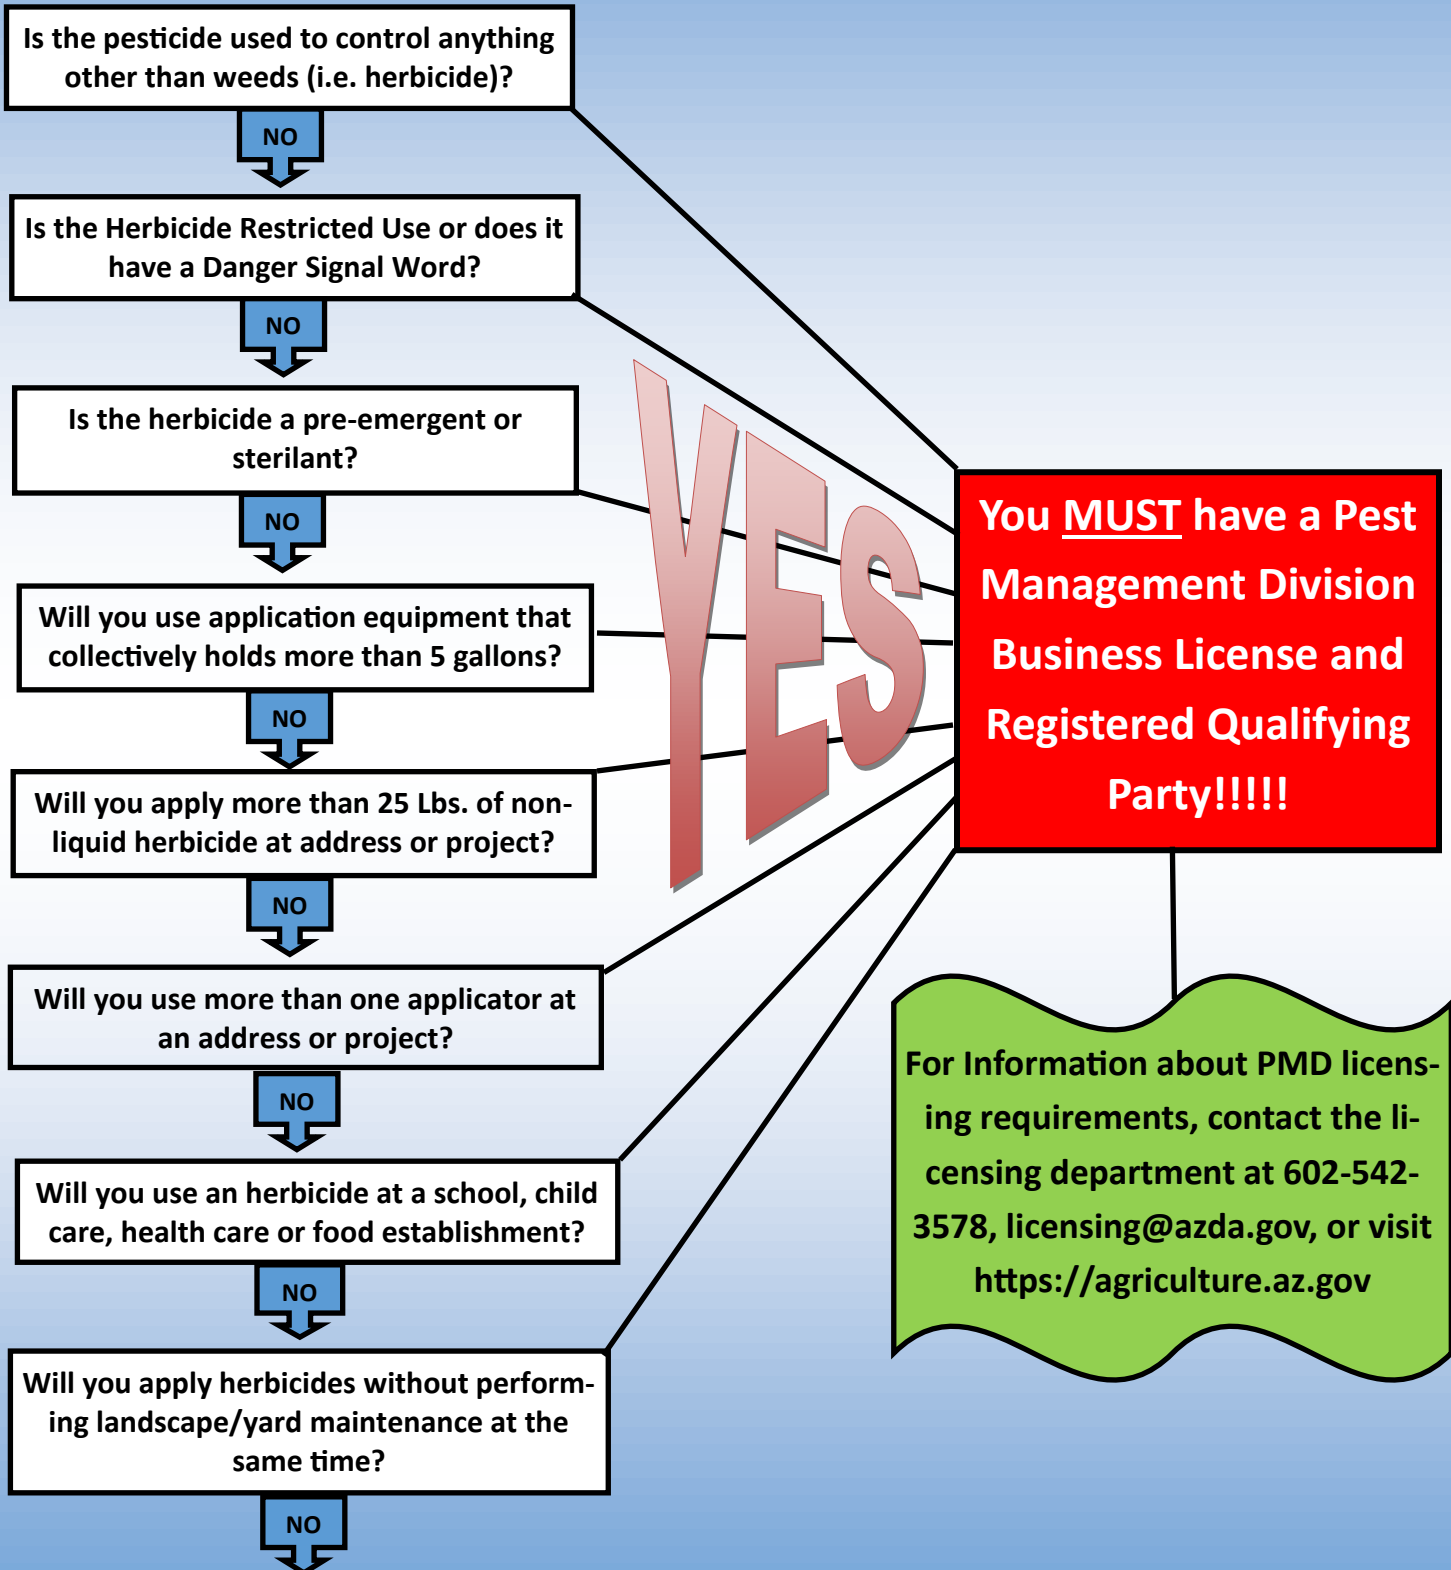 Is the pesticide used to control anything
other than weeds (i.e. herbicide)?
NO
Is the Herbicide Restricted Use or does it
have a Danger Signal Word?
NO
Is the herbicide a pre-emergent or
sterilant?
NO
Will you use application equipment that
collectively holds more than 5 gallons?
NO
Will you apply more than 25 Lbs. of non-
liquid herbicide at address or project?
NO
Will you use more than one applicator at
an address or project?
NO
Will you use an herbicide at a school, child
care, health care or food establishment?
NO
Will you apply herbicides without perform-
ing landscape/yard maintenance at the
same time?
NO
YES
You MUST have a Pest
Management Division
Business License and
Registered Qualifying
Party!!!!!
For Information about PMD licens-
ing requirements, contact the li-
censing department at 602-542-
3578, licensing@azda.gov, or visit
https://agriculture.az.gov